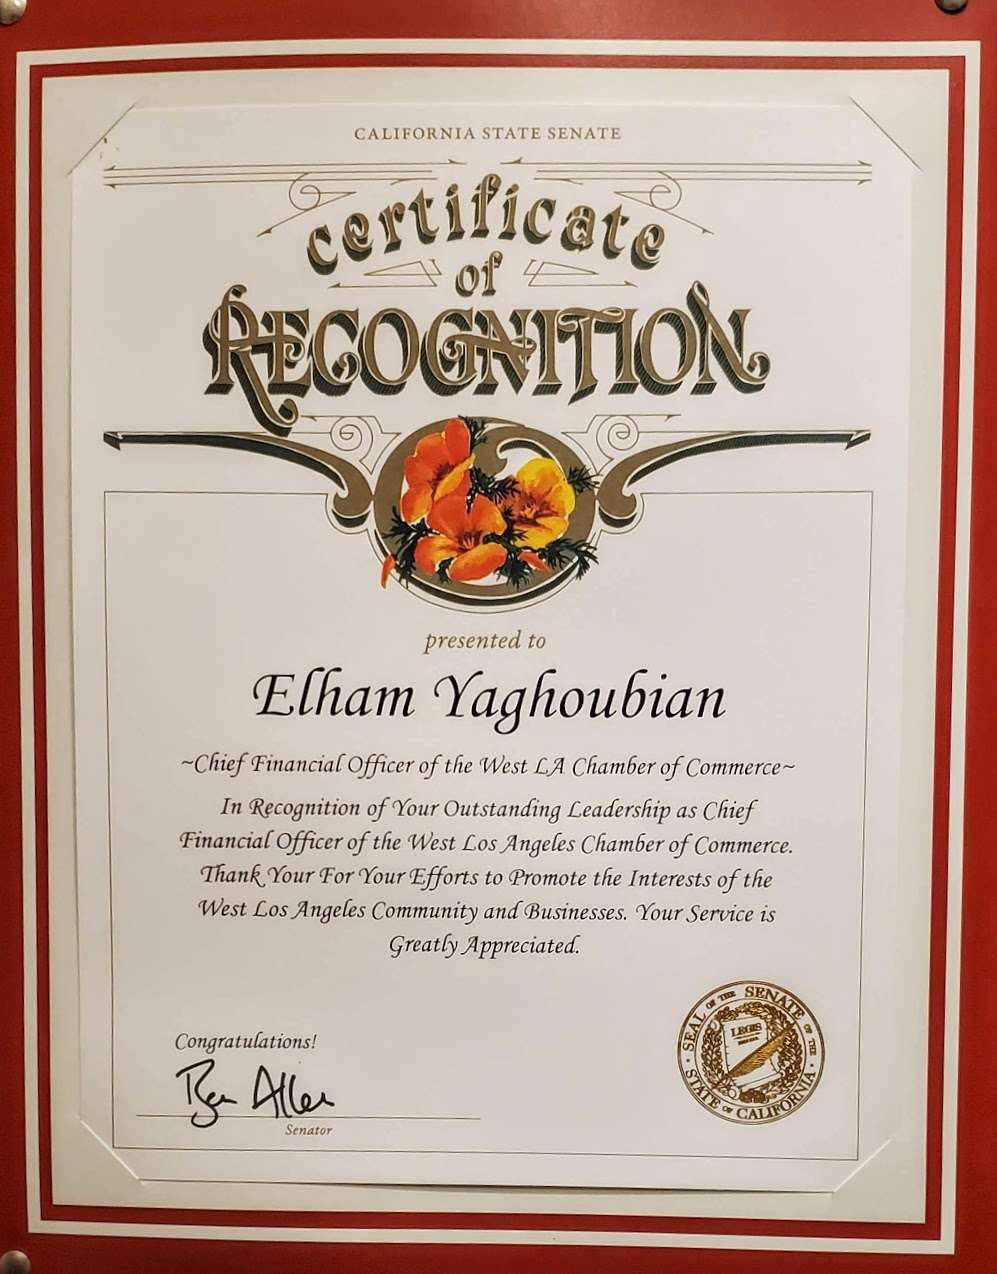 CALIFORNIA STATE SENATE
certificate
of
RECOGNITION
presented to
Elham Yaghoubian
~Chief Financial Officer of the West LA Chamber of Commerce~
In Recognition of Your Outstanding Leadership as Chief
Financial Officer of the West Los Angeles Chamber of Commerce.
Thank Your For Your Efforts to Promote the Interests of the
West Los Angeles Community and Businesses. Your Service is
Greatly Appreciated.
Congratulations!
Ben Allen
Senator
SEAL OF THE SENATE OF THE STATE OF CALIFORNIA
LEGIS